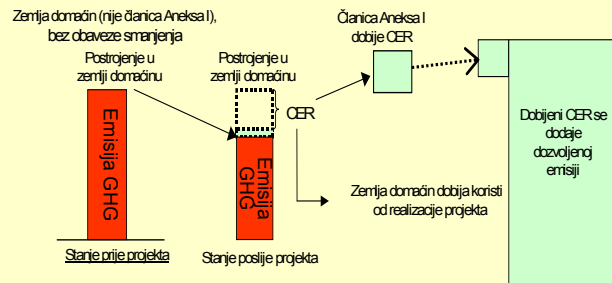 Zemlja domaćin (nije članica Aneksa I),
bez obaveze smanjenja
Postrojenje u
zemlji domaćinu
Emisija GHG
Stanje prije projekta
Postrojenje u
zemlji domaćinu
CER
Emisija
GHG
Stanje poslije projekta
Članica Aneksa I
dobije CER
Zemlja domaćin dobija koristi
od realizacije projekta
Dobijeni CER se
dodaje
dozvoljenoj
emisiji